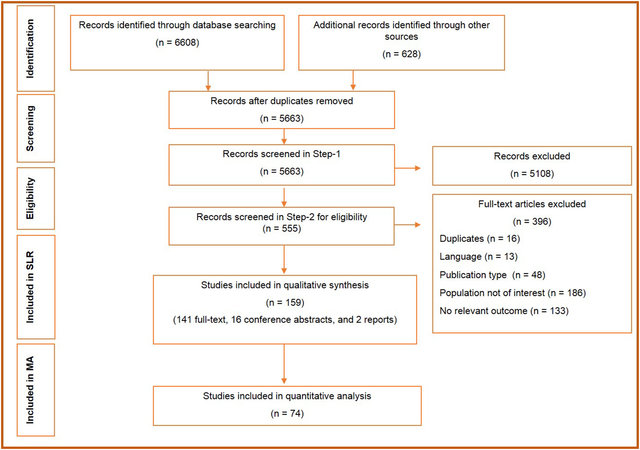 Identification
Records identified through database searching
(n = 6608)
Additional records identified through other
sources
(n = 628)
Screening
Records after duplicates removed
(n = 5663)
Records screened in Step-1
(n = 5663)
Records excluded
(n = 5108)
Eligibility
Records screened in Step-2 for eligibility
(n = 555)
Full-text articles excluded
(n = 396)
Duplicates (n = 16)
Language (n = 13)
Publication type (n = 48)
Population not of interest (n = 186)
No relevant outcome (n = 133)
Included in SLR
Studies included in qualitative synthesis
(n = 159)
(141 full-text, 16 conference abstracts, and 2 reports)
Included in MA
Studies included in quantitative analysis
(n = 74)